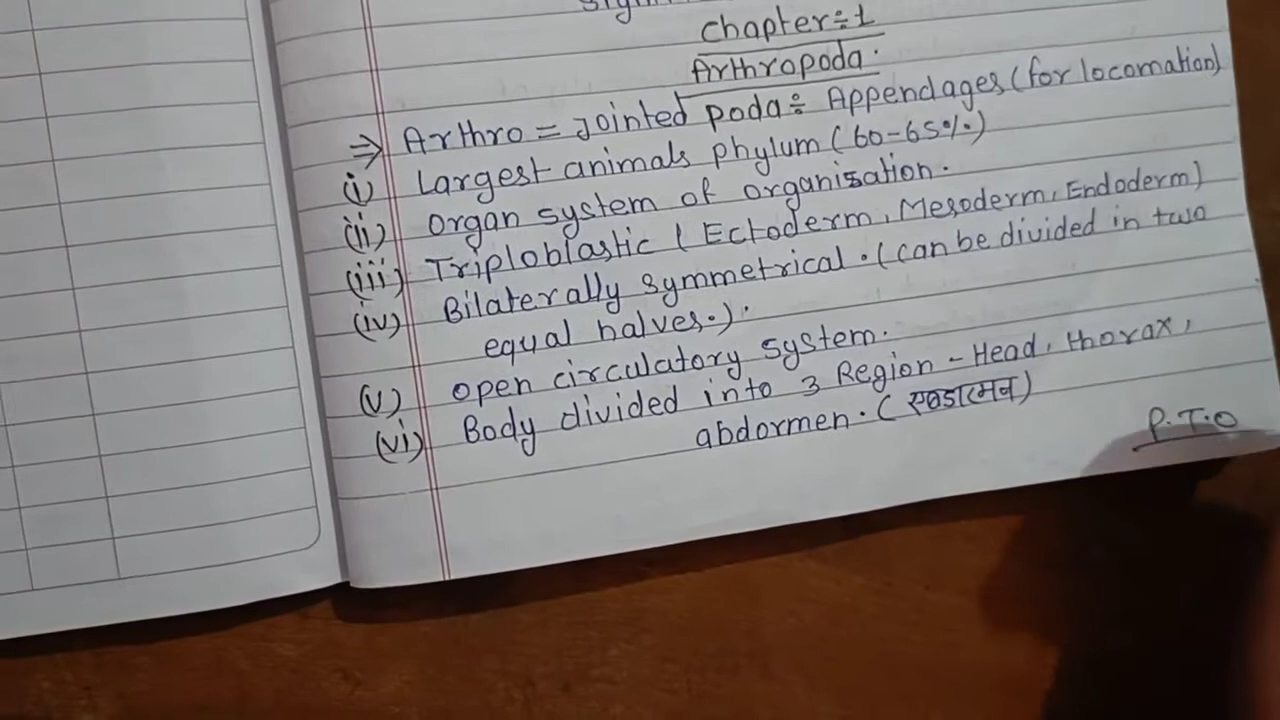 Chapter÷1
Arthropoda.
⇒ Arthro = Jointed poda÷ Appendages (for locomation)
(i) Largest animals phylum (60-65%)
(ii) organ system of organisation.
(iii) Triploblastic (Ectoderm, Mesoderm, Endoderm)
(iv) Bilaterally symmetrical. (can be divided in two
equal halves.).
(v) open circulatory system.
(vi) Body divided into 3 Region - Head, thorax,
abdormen. (खण्डात्मन)
P.T.O